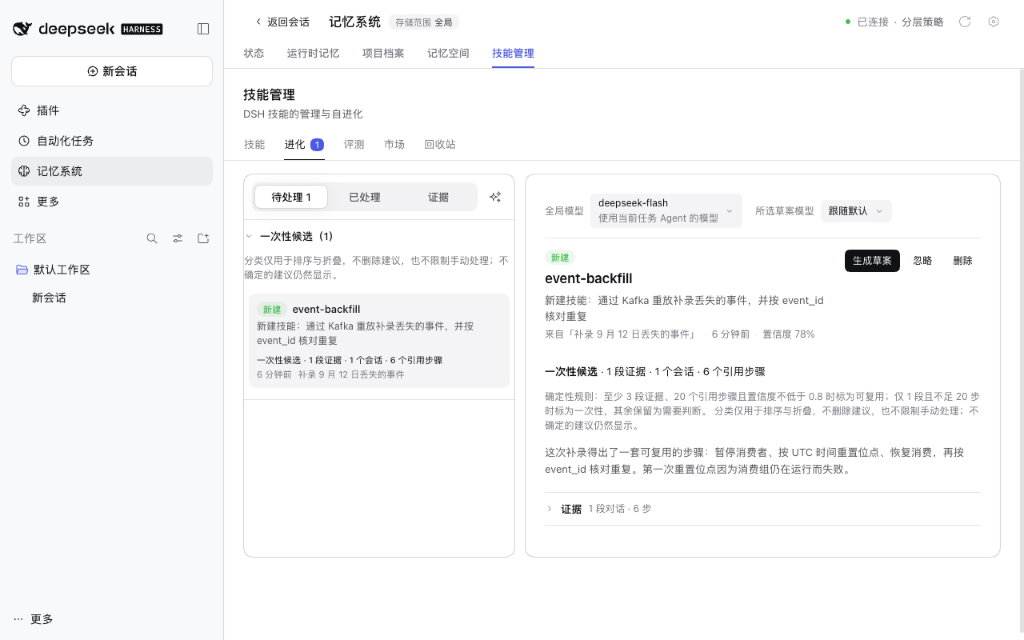 deepseek HARNESS
新会话
插件
自动化任务
记忆系统
更多
工作区
默认工作区
新会话
更多
返回会话
记忆系统
存储范围 全局
已连接 · 分层策略
状态
运行时记忆
项目档案
记忆空间
技能管理
技能管理
DSH 技能的管理与自进化
技能
进化 1
评测
市场
回收站
待处理 1
已处理
证据
一次性候选 (1)
分类仅用于排序与折叠，不删除建议，也不限制手动处理；不
确定的建议仍然显示。
新建 event-backfill
新建技能：通过 Kafka 重放补录丢失的事件，并按
event_id 核对重复
一次性候选 · 1 段证据 · 1 个会话 · 6 个引用步骤
6 分钟前 补录 9 月 12 日丢失的事件
全局模型
deepseek-flash
使用当前任务 Agent 的模型
所选草案模型
跟随默认
新建
生成草案
忽略
删除
event-backfill
新建技能：通过 Kafka 重放补录丢失的事件，并按 event_id
核对重复
来自「补录 9 月 12 日丢失的事件」 6 分钟前 置信度 78%
一次性候选 · 1 段证据 · 1 个会话 · 6 个引用步骤
确定性规则：至少 3 段证据、20 个引用步骤且置信度不低于 0.8 时标为可复用；仅 1 段且不足 20 步
时标为一次性，其余保留为需要判断。 分类仅用于排序与折叠，不删除建议，也不限制手动处理；不
确定的建议仍然显示。
这次补录得出了一套可复用的步骤：暂停消费者、按 UTC 时间重置位点、恢复消费，再按
event_id 核对重复。第一次重置位点因为消费组仍在运行而失败。
证据 1 段对话 · 6 步